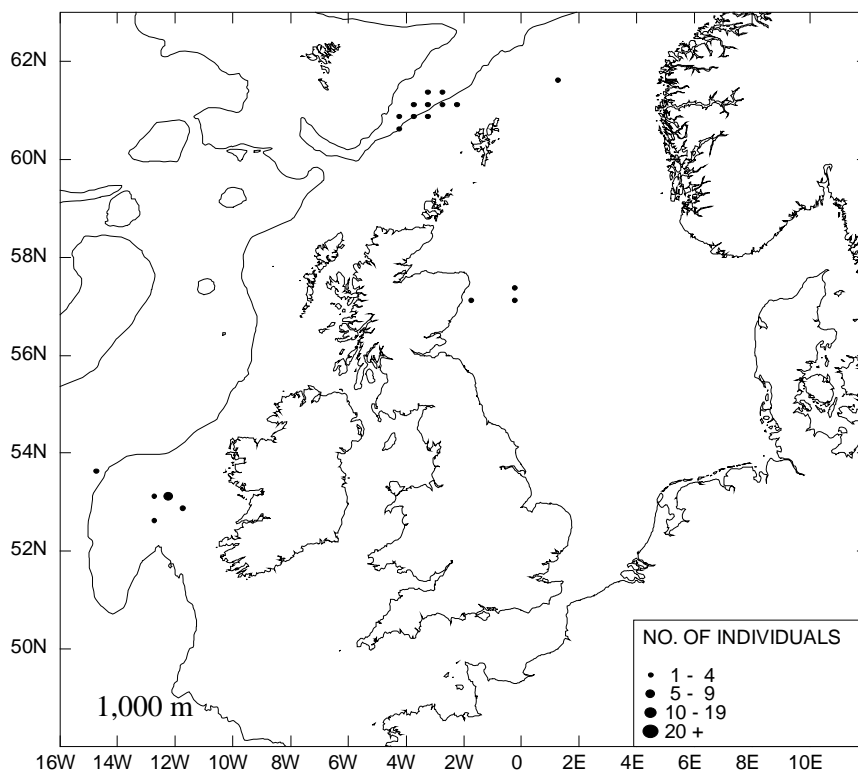 62N
60N
58N
56N
54N
52N
50N
1,000 m
NO. OF INDIVIDUALS
1 - 4
5 - 9
10 - 19
20 +
16W 14W 12W 10W 8W 6W 4W 2W 0 2E 4E 6E 8E 10E